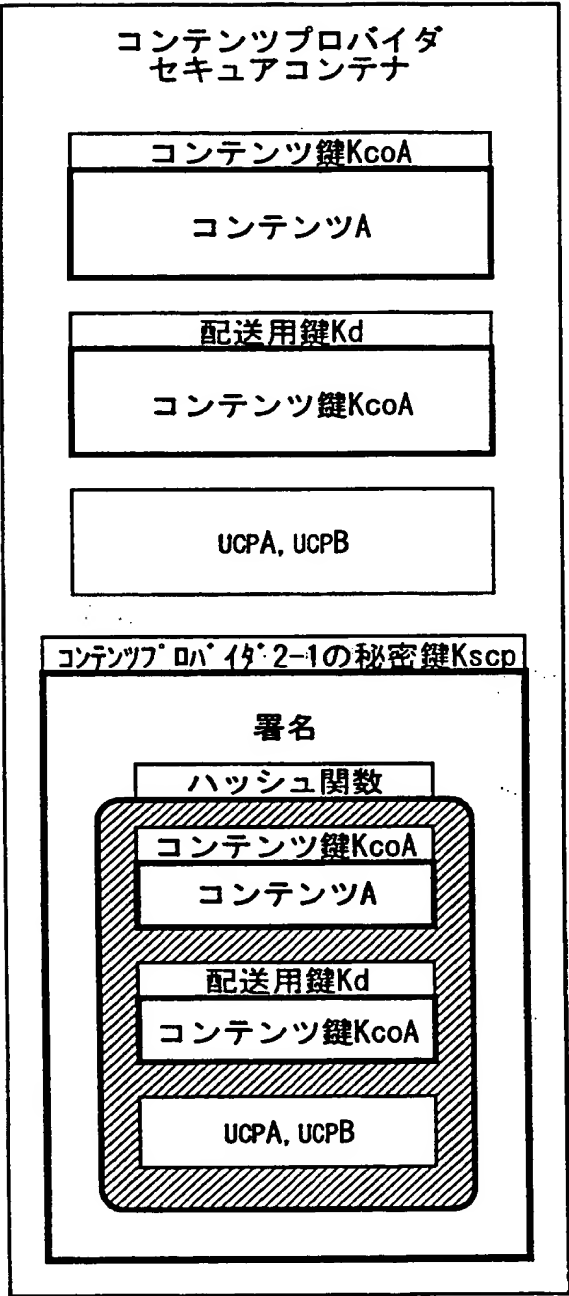 コンテンツプロバイダ
セキュアコンテナ
コンテンツ鍵KcoA
コンテンツA
配送用鍵Kd
コンテンツ鍵KcoA
UCPA, UCPB
コンテンツプロバイダ2-1の秘密鍵Kscp
署名
ハッシュ関数
コンテンツ鍵KcoA
コンテンツA
配送用鍵Kd
コンテンツ鍵KcoA
UCPA, UCPB